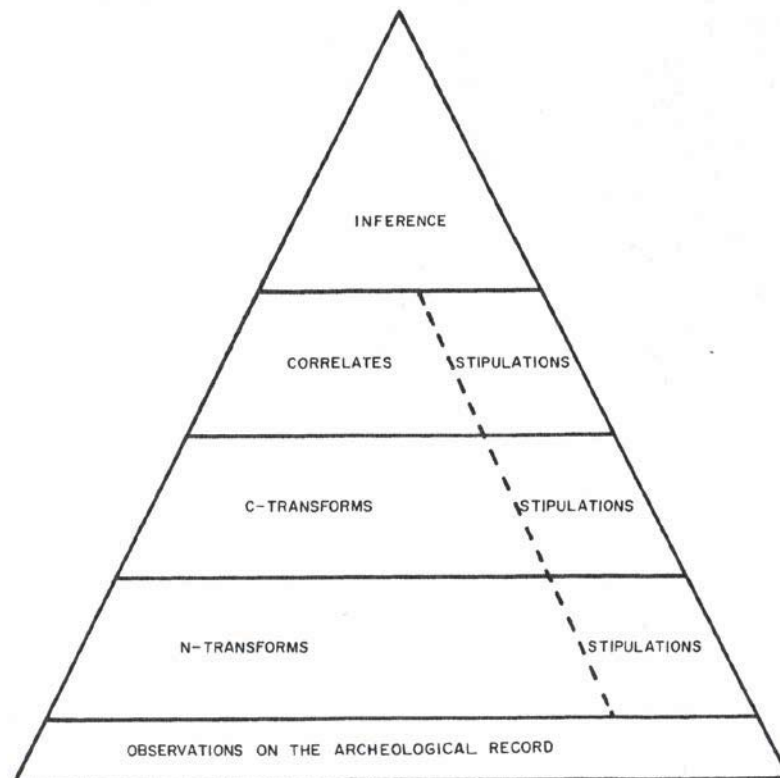 INFERENCE
CORRELATES STIPULATIONS
C-TRANSFORMS STIPULATIONS
N-TRANSFORMS STIPULATIONS
OBSERVATIONS ON THE ARCHEOLOGICAL RECORD